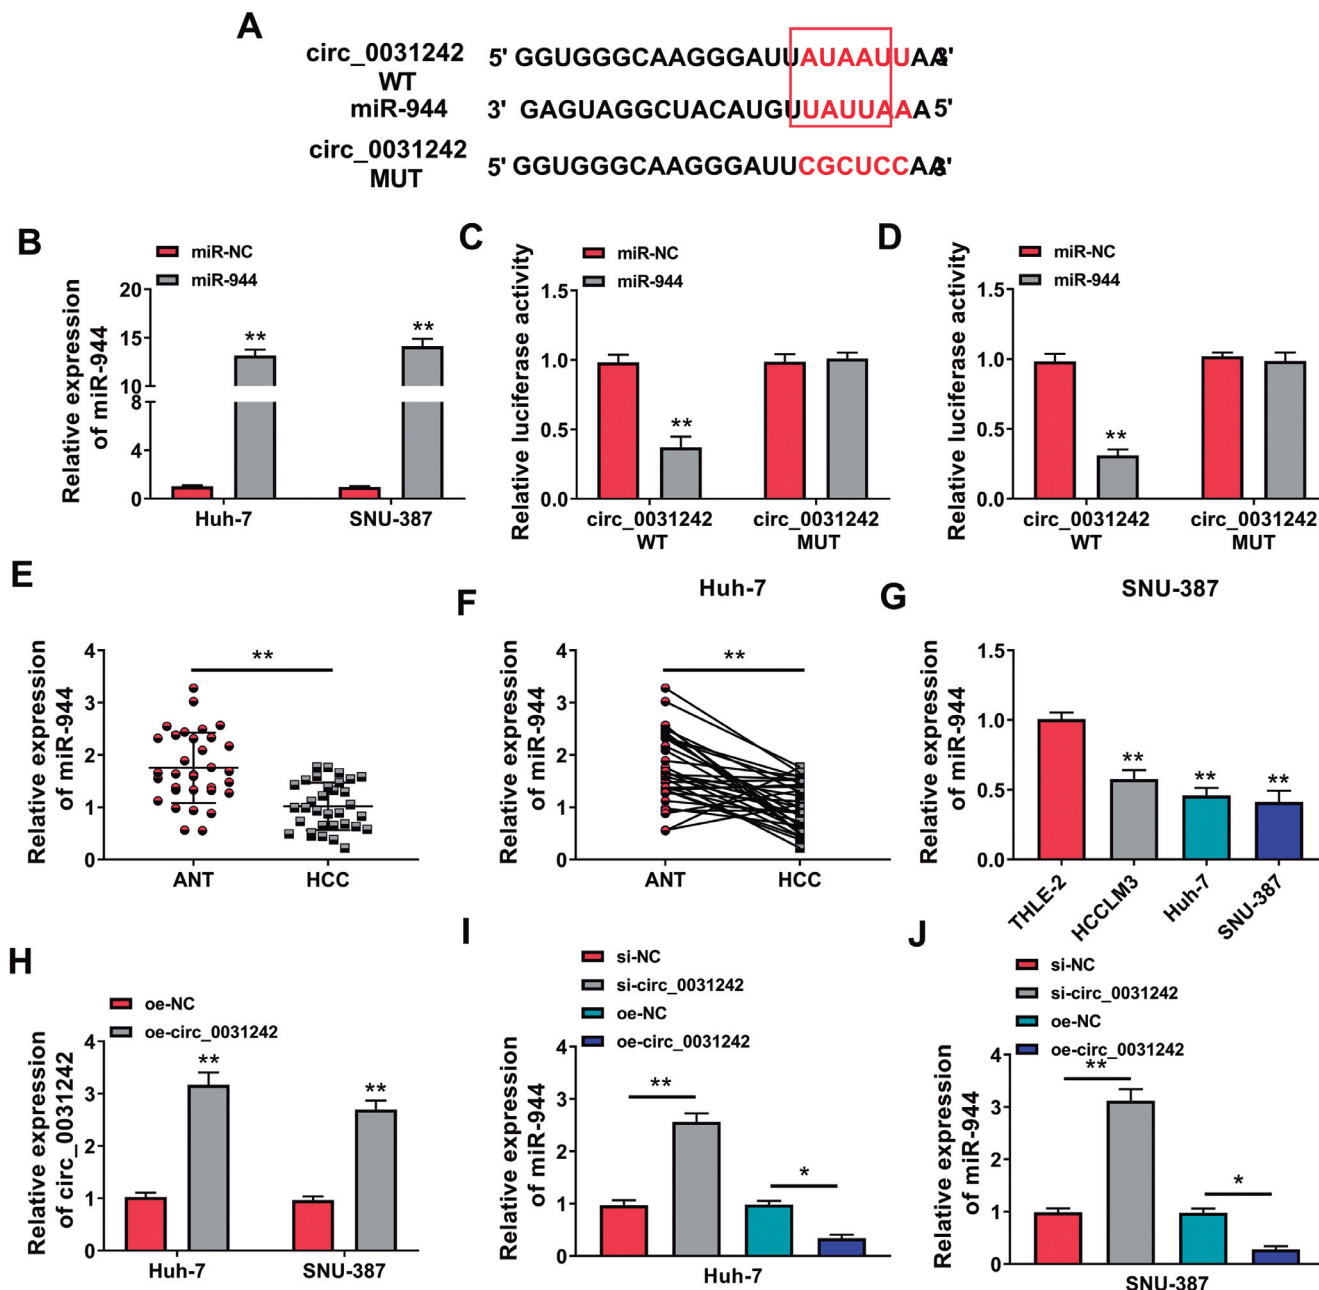 A
circ_0031242
WT
5' GGUGGGCAAGGGAUUAUAAUUAA3'
miR-944
3' GAGUAGGCUACAUGUUAUUAAA5'
circ_0031242
MUT
5' GGUGGGCAAGGGAUUCGCUCCAA3'
B
miR-NC
miR-944
Relative expression
of miR-944
20
15
10
8
4
0
**
**
Huh-7
SNU-387
C
miR-NC
miR-944
Relative luciferase activity
1.5
1.0
0.5
0.0
**
circ_0031242
WT
circ_0031242
MUT
Huh-7
D
miR-NC
miR-944
Relative luciferase activity
1.5
1.0
0.5
0.0
**
circ_0031242
WT
circ_0031242
MUT
SNU-387
E
Relative expression
of miR-944
4
3
2
1
0
**
ANT
HCC
F
Relative expression
of miR-944
4
3
2
1
0
**
ANT
HCC
G
Relative expression
of miR-944
1.5
1.0
0.5
0.0
**
**
**
THLE-2
HCCLM3
Huh-7
SNU-387
H
oe-NC
oe-circ_0031242
Relative expression
of circ_0031242
4
3
2
1
0
**
**
Huh-7
SNU-387
I
si-NC
si-circ_0031242
oe-NC
oe-circ_0031242
Relative expression
of miR-944
4
3
2
1
0
**
*
Huh-7
J
si-NC
si-circ_0031242
oe-NC
oe-circ_0031242
Relative expression
of miR-944
4
3
2
1
0
**
*
SNU-387